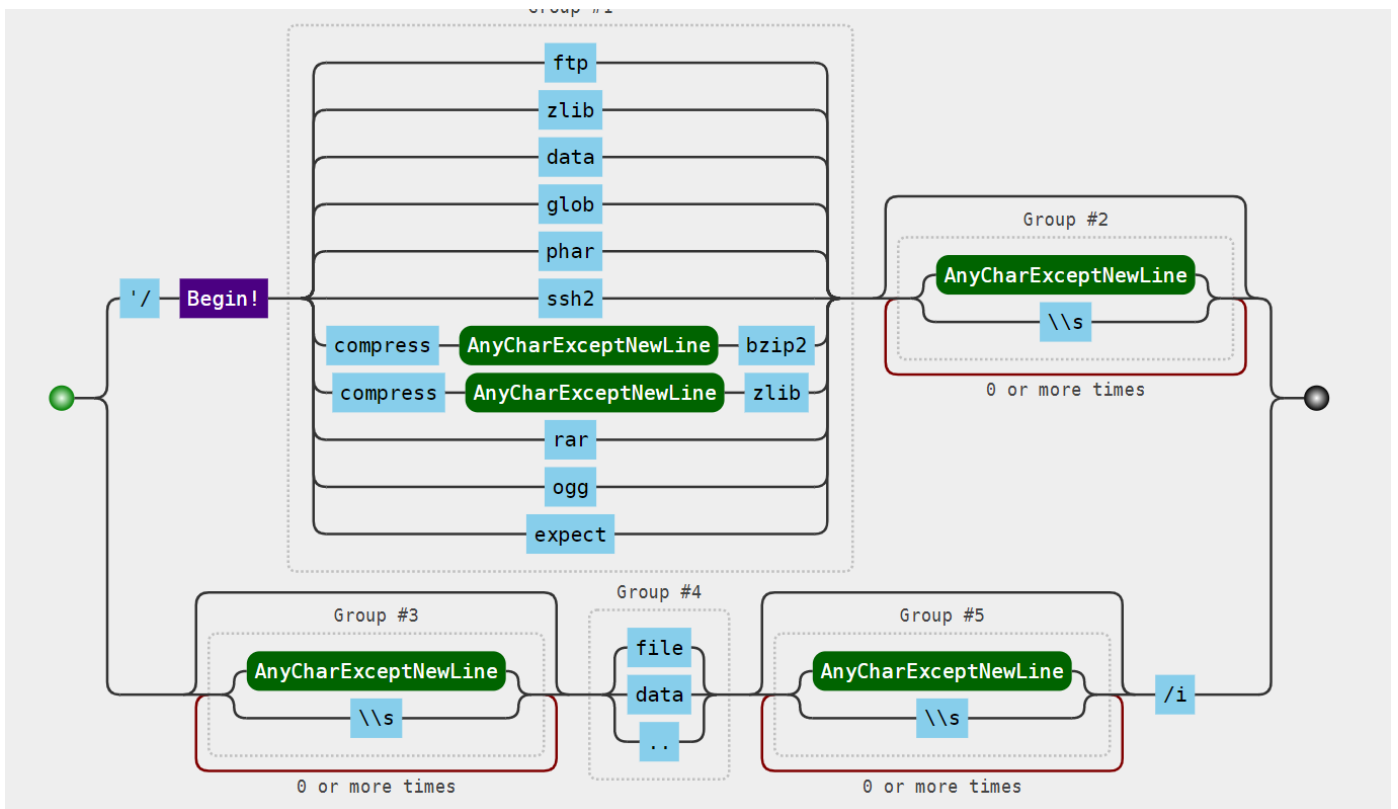 Group #1
ftp
zlib
data
glob
phar
ssh2
compress AnyCharExceptNewLine bzip2
compress AnyCharExceptNewLine zlib
rar
ogg
expect
'/ Begin!
Group #2
AnyCharExceptNewLine
\\s
0 or more times
Group #3
AnyCharExceptNewLine
\\s
0 or more times
Group #4
file
data
..
Group #5
AnyCharExceptNewLine
\\s
0 or more times
/i